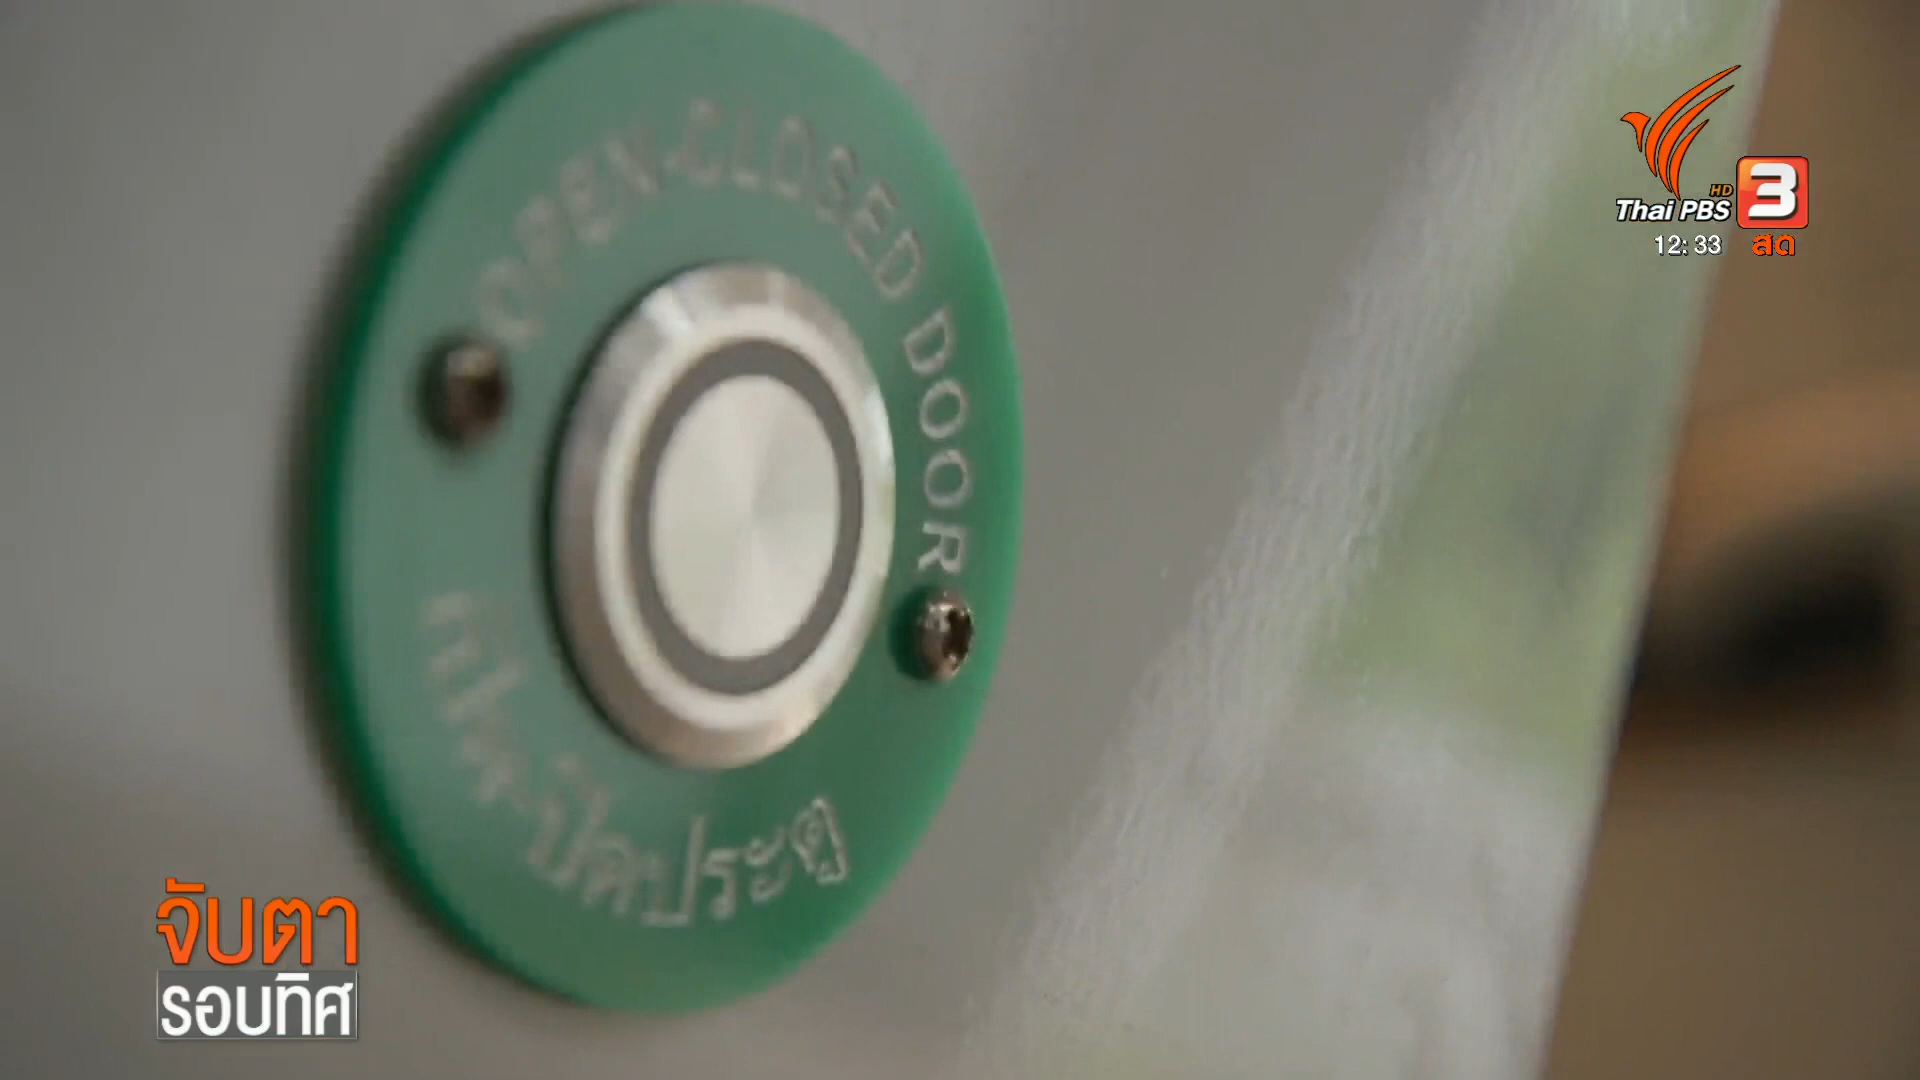 OPEN-CLOSED DOOR
เปิด-ปิดประตู
HD
Thai PBS 3
12:33 สด
จับตา
รอบทิศ